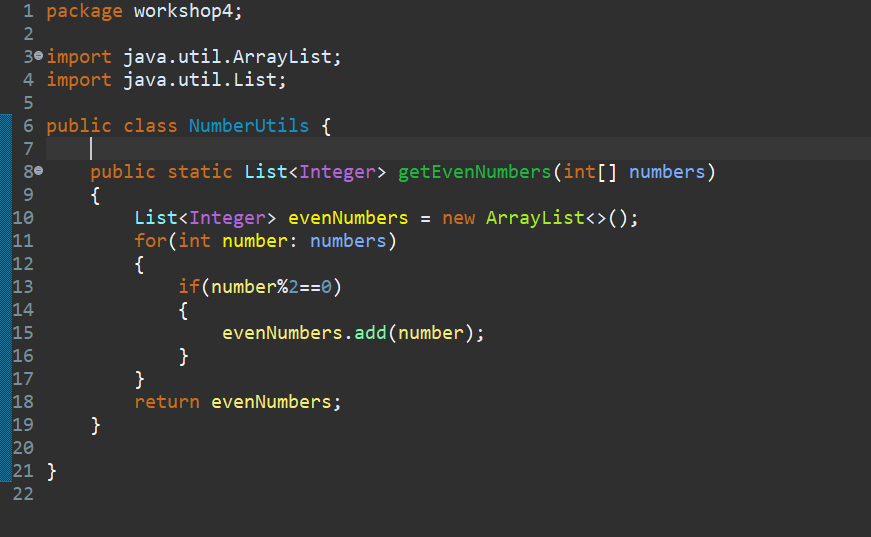 1 package workshop4;
2
3 import java.util.ArrayList;
4 import java.util.List;
5
6 public class NumberUtils {
7
8     public static List<Integer> getEvenNumbers(int[] numbers)
9     {
10         List<Integer> evenNumbers = new ArrayList<>();
11         for(int number: numbers)
12         {
13             if(number%2==0)
14             {
15                 evenNumbers.add(number);
16             }
17         }
18         return evenNumbers;
19     }
20
21 }
22